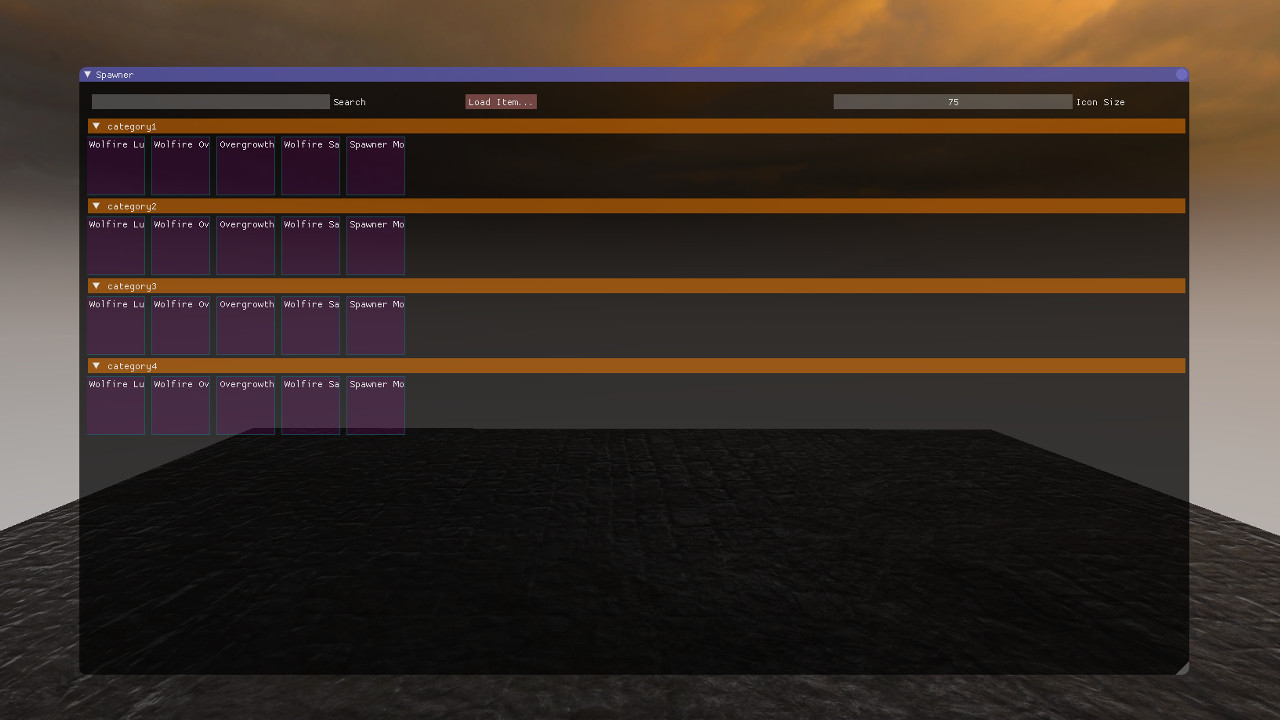 Spawner
Search Load Item... 75 Icon Size
category1
Wolfire Lu Wolfire Ov Overgrowth Wolfire Sa Spawner Mo
category2
Wolfire Lu Wolfire Ov Overgrowth Wolfire Sa Spawner Mo
category3
Wolfire Lu Wolfire Ov Overgrowth Wolfire Sa Spawner Mo
category4
Wolfire Lu Wolfire Ov Overgrowth Wolfire Sa Spawner Mo